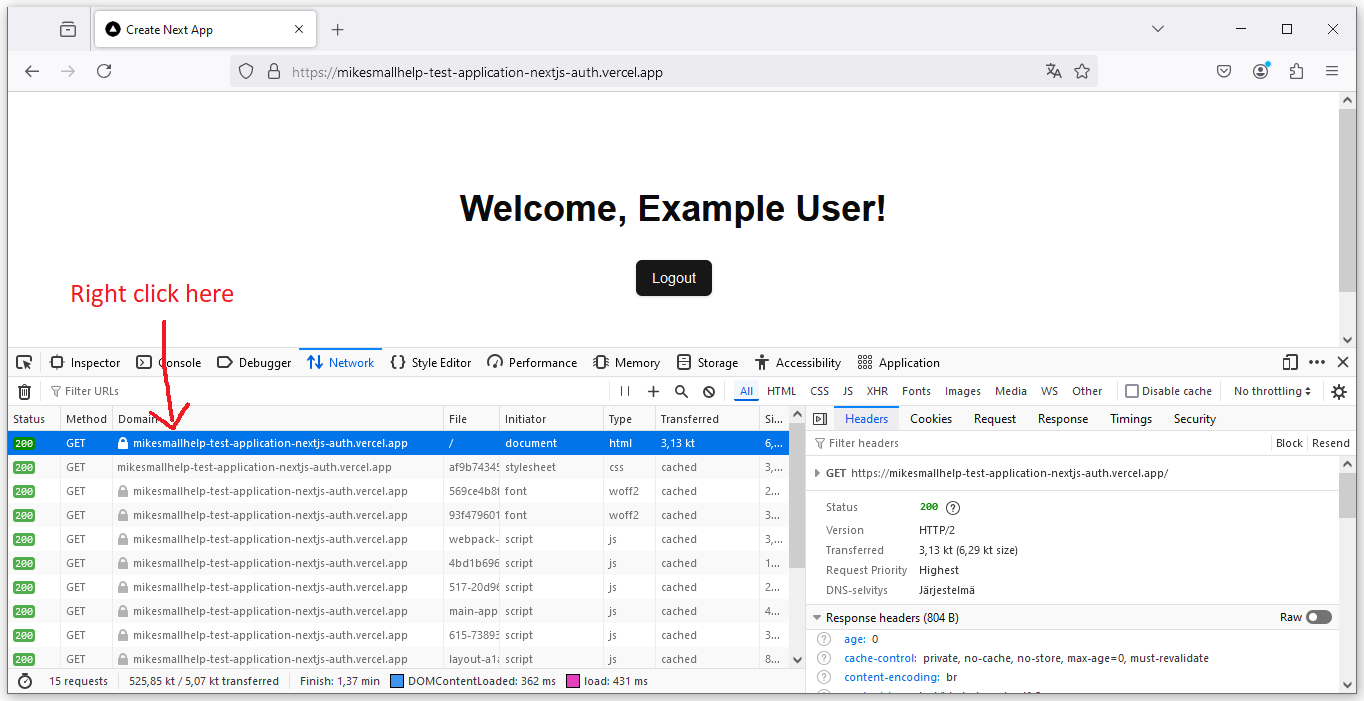 Create Next App
https://mikesmallhelp-test-application-nextjs-auth.vercel.app
Welcome, Example User!
Logout
Right click here
Inspector Console Debugger Network Style Editor Performance Memory Storage Accessibility Application
Filter URLs All HTML CSS JS XHR Fonts Images Media WS Other Disable cache No throttling
Status Method Domain File Initiator Type Transferred Si...
200 GET mikesmallhelp-test-application-nextjs-auth.vercel.app / document html 3,13 kt 6,...
200 GET mikesmallhelp-test-application-nextjs-auth.vercel.app af9b74345 stylesheet css cached 3,...
200 GET mikesmallhelp-test-application-nextjs-auth.vercel.app 569ce4b8f font woff2 cached 2...
200 GET mikesmallhelp-test-application-nextjs-auth.vercel.app 93f479601 font woff2 cached 3...
200 GET mikesmallhelp-test-application-nextjs-auth.vercel.app webpack- script js cached 3,...
200 GET mikesmallhelp-test-application-nextjs-auth.vercel.app 4bd1b696 script js cached 1...
200 GET mikesmallhelp-test-application-nextjs-auth.vercel.app 517-20d96 script js cached 2...
200 GET mikesmallhelp-test-application-nextjs-auth.vercel.app main-app script js cached 4...
200 GET mikesmallhelp-test-application-nextjs-auth.vercel.app 615-73893 script js cached 3...
200 GET mikesmallhelp-test-application-nextjs-auth.vercel.app layout-a1a script js cached 8...
15 requests 525,85 kt / 5,07 kt transferred Finish: 1,37 min DOMContentLoaded: 362 ms load: 431 ms
Headers Cookies Request Response Timings Security
Filter headers Block Resend
GET https://mikesmallhelp-test-application-nextjs-auth.vercel.app/
Status 200
Version HTTP/2
Transferred 3,13 kt (6,29 kt size)
Request Priority Highest
DNS-selvitys Järjestelmä
Response headers (804 B) Raw
age: 0
cache-control: private, no-cache, no-store, max-age=0, must-revalidate
content-encoding: br